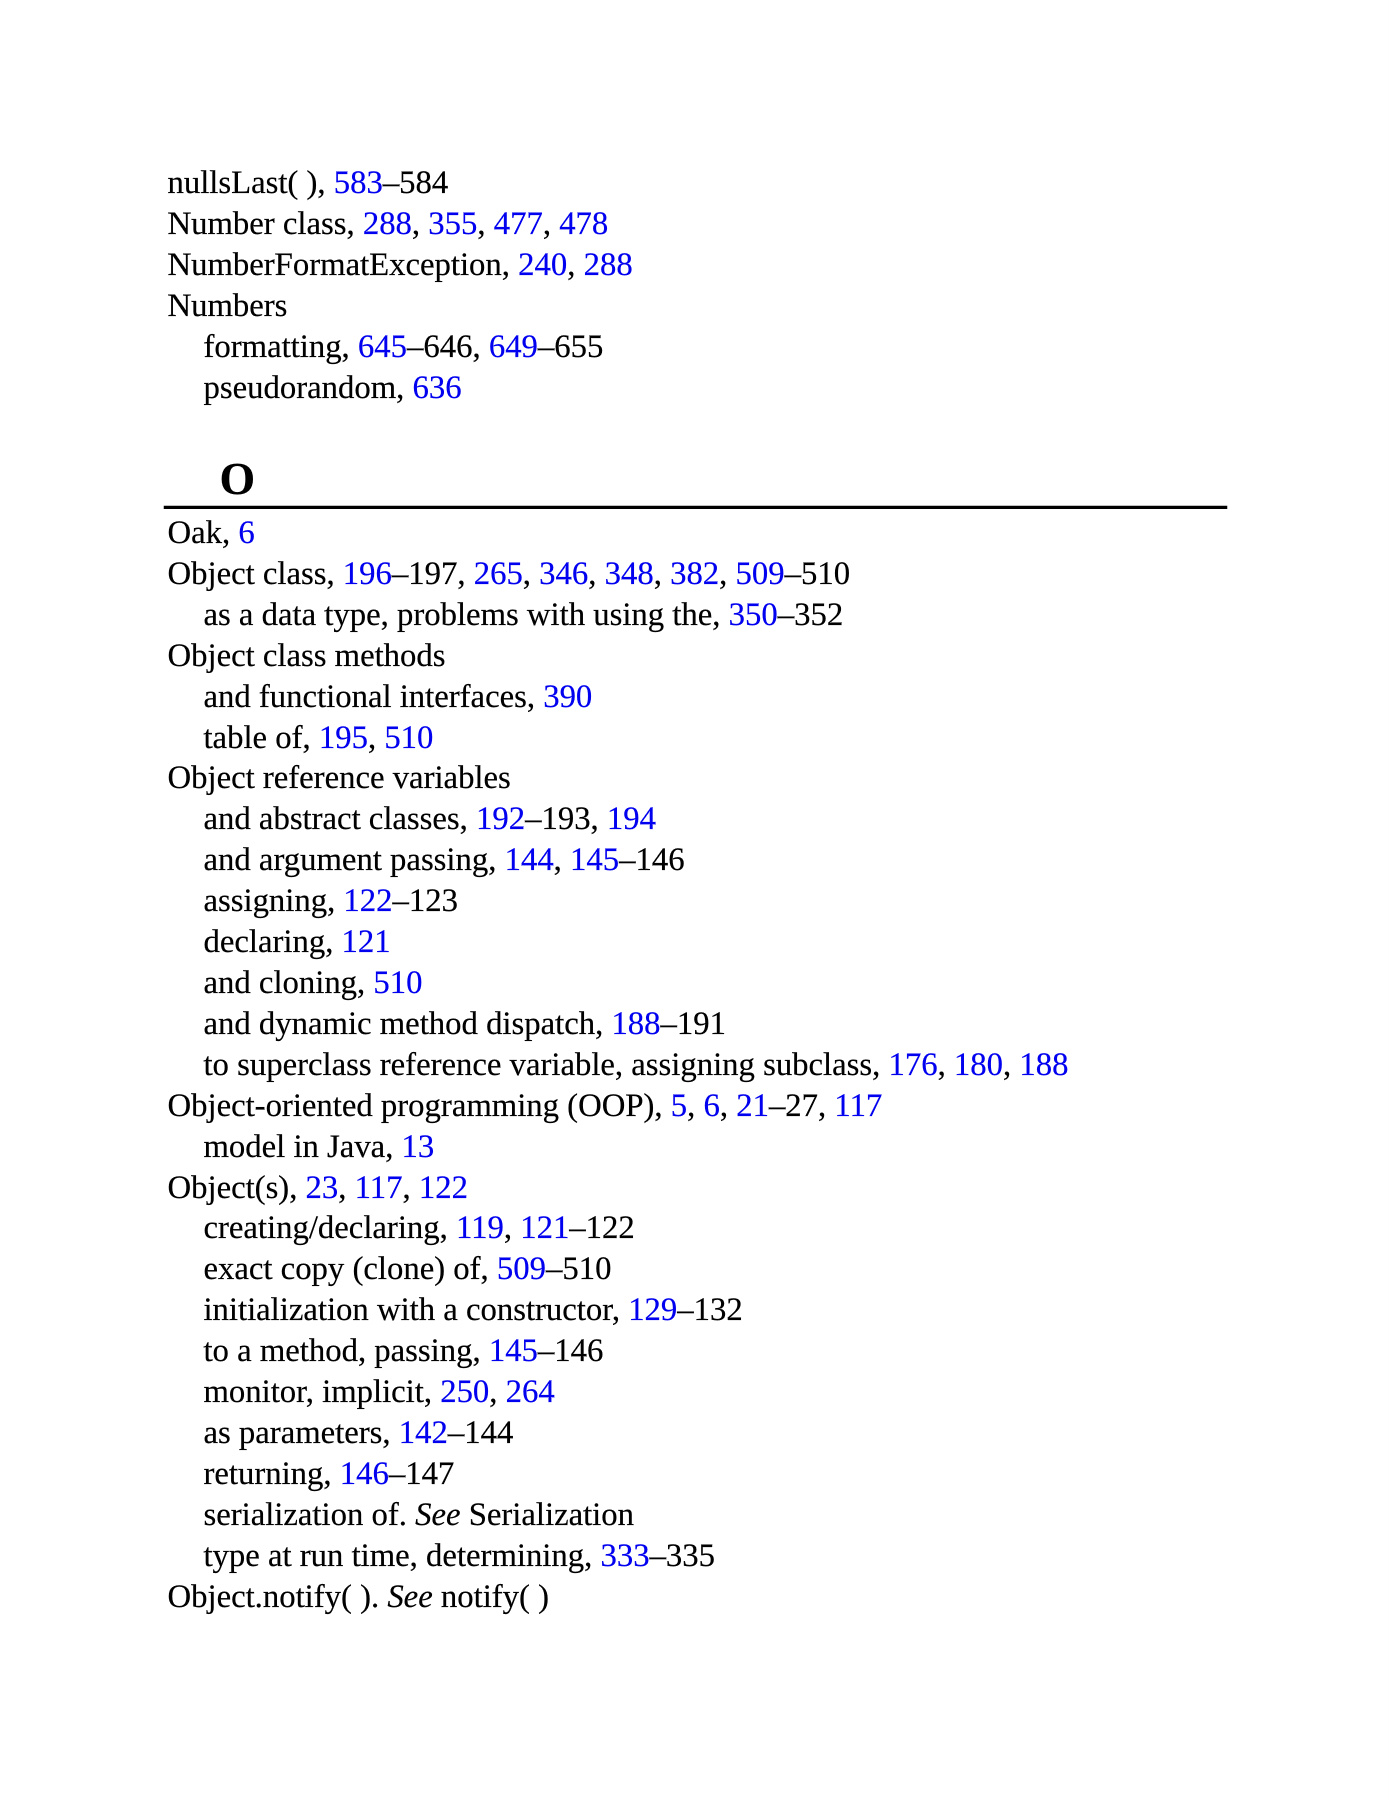 nullsLast( ), 583–584
Number class, 288, 355, 477, 478
NumberFormatException, 240, 288
Numbers
formatting, 645–646, 649–655
pseudorandom, 636
O
Oak, 6
Object class, 196–197, 265, 346, 348, 382, 509–510
as a data type, problems with using the, 350–352
Object class methods
and functional interfaces, 390
table of, 195, 510
Object reference variables
and abstract classes, 192–193, 194
and argument passing, 144, 145–146
assigning, 122–123
declaring, 121
and cloning, 510
and dynamic method dispatch, 188–191
to superclass reference variable, assigning subclass, 176, 180, 188
Object-oriented programming (OOP), 5, 6, 21–27, 117
model in Java, 13
Object(s), 23, 117, 122
creating/declaring, 119, 121–122
exact copy (clone) of, 509–510
initialization with a constructor, 129–132
to a method, passing, 145–146
monitor, implicit, 250, 264
as parameters, 142–144
returning, 146–147
serialization of. See Serialization
type at run time, determining, 333–335
Object.notify( ). See notify( )